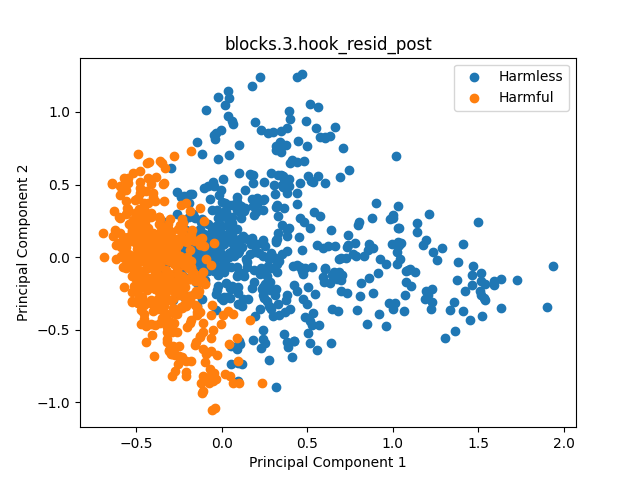 blocks.3.hook_resid_post
Harmless
Harmful
Principal Component 2
1.0
0.5
0.0
−0.5
−1.0
−0.5
0.0
0.5
1.0
1.5
2.0
Principal Component 1